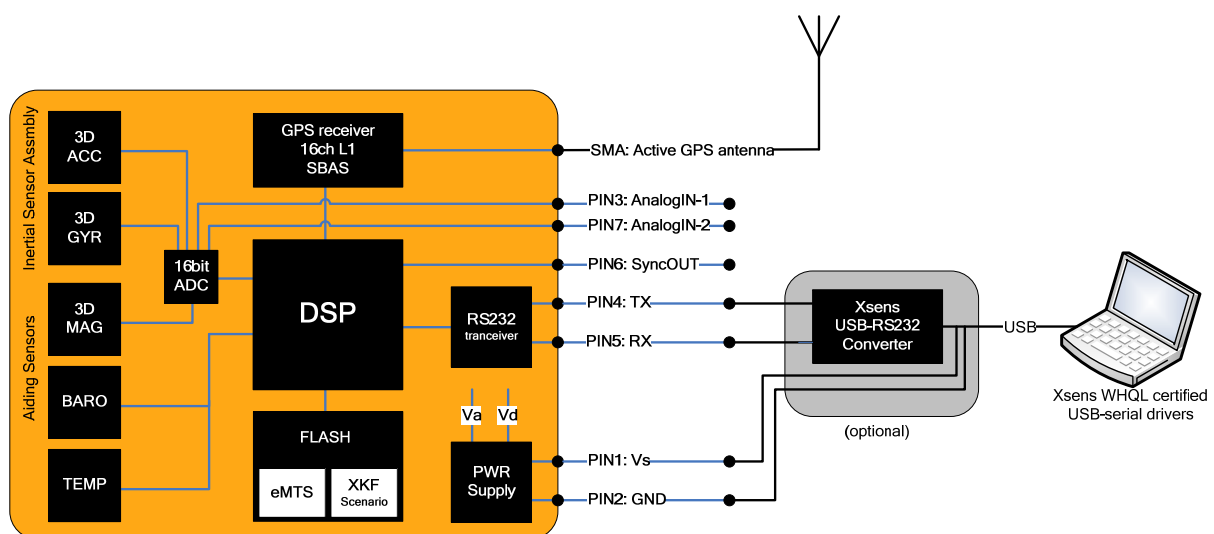 Inertial Sensor Assmbly
Aiding Sensors
3D
ACC
3D
GYR
3D
MAG
BARO
TEMP
16bit
ADC
GPS receiver
16ch L1
SBAS
DSP
FLASH
eMTS
XKF
Scenario
RS232
tranceiver
Va
Vd
PWR
Supply
SMA: Active GPS antenna
PIN3: AnalogIN-1
PIN7: AnalogIN-2
PIN6: SyncOUT
PIN4: TX
PIN5: RX
PIN1: Vs
PIN2: GND
Xsens
USB-RS232
Converter
(optional)
USB
Xsens WHQL certified
USB-serial drivers